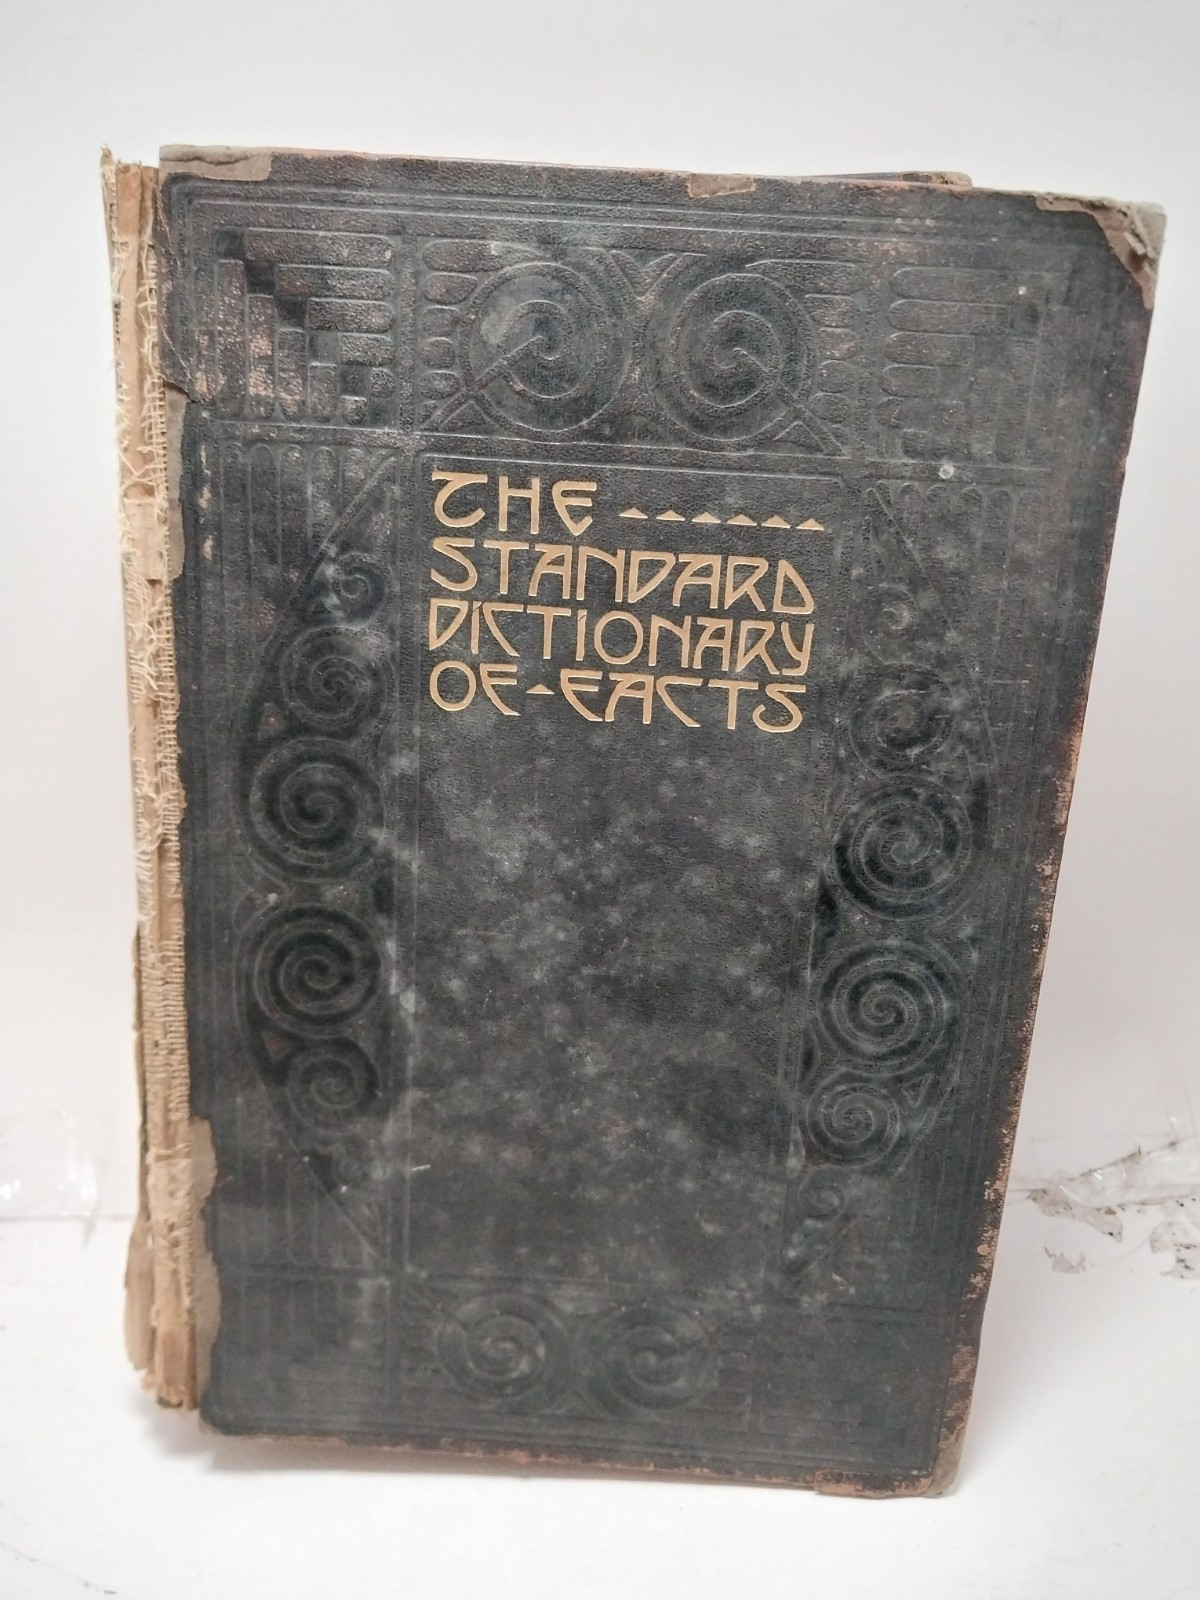 THE
STANDARD
DICTIONARY
OF-FACTS